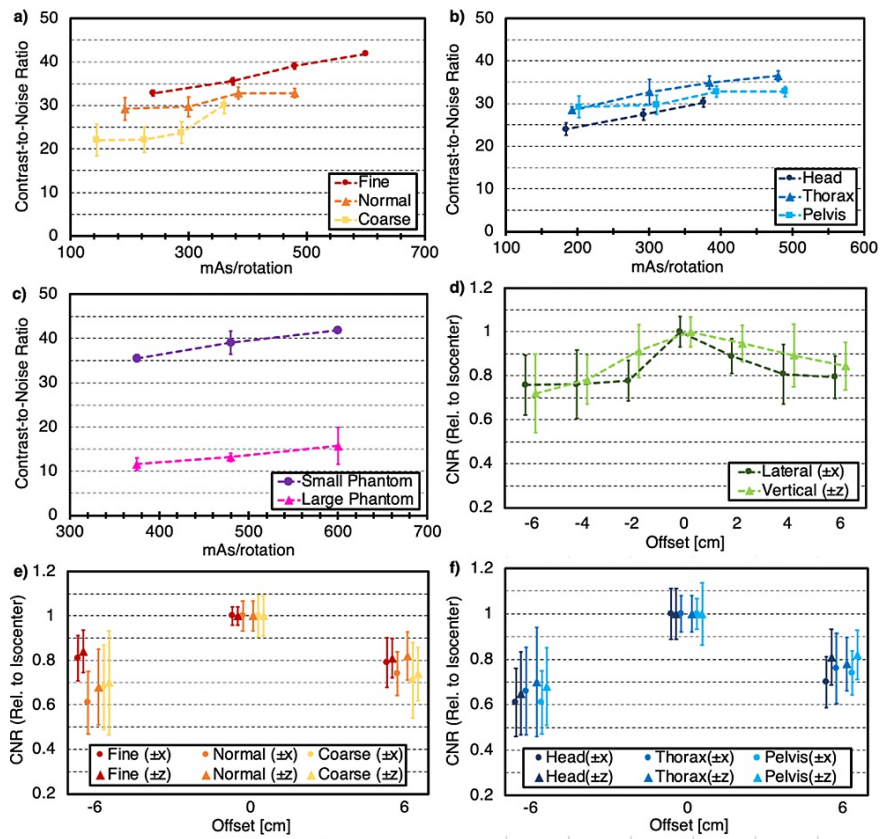 a)
50
40
30
20
10
0
Contrast-to-Noise Ratio
Fine
Normal
Coarse
100 300 500 700
mAs/rotation
b)
50
40
30
20
10
0
Contrast-to-Noise Ratio
Head
Thorax
Pelvis
100 200 300 400 500 600
mAs/rotation
c)
50
40
30
20
10
0
Contrast-to-Noise Ratio
Small Phantom
Large Phantom
300 400 500 600 700
mAs/rotation
d)
1.2
1
0.8
0.6
0.4
0.2
CNR (Rel. to Isocenter)
Lateral (±x)
Vertical (±z)
-6 -4 -2 0 2 4 6
Offset [cm]
e)
1.2
1
0.8
0.6
0.4
0.2
CNR (Rel. to Isocenter)
Fine (±x) Normal (±x) Coarse (±x)
Fine (±z) Normal (±z) Coarse (±z)
-6 0 6
Offset [cm]
f)
1.2
1
0.8
0.6
0.4
0.2
CNR (Rel. to Isocenter)
Head(±x) Thorax(±x) Pelvis(±x)
Head(±z) Thorax(±z) Pelvis(±z)
-6 0 6
Offset [cm]